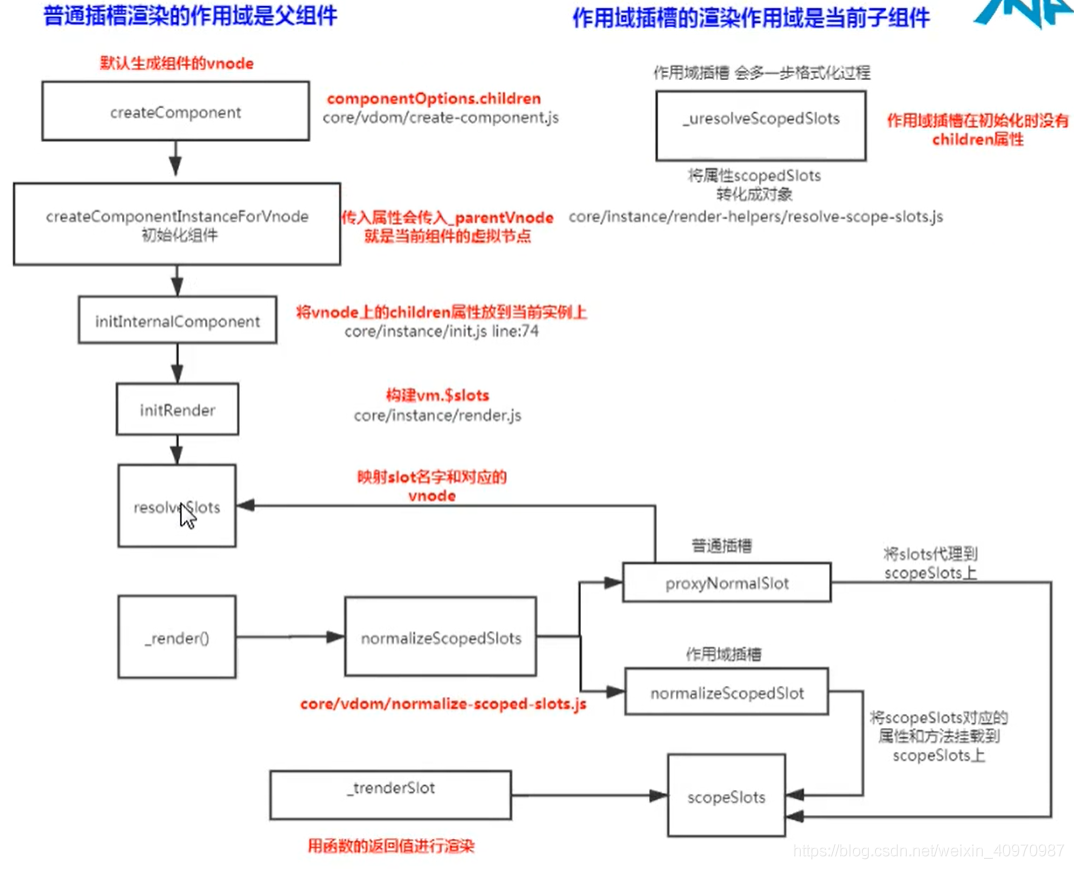 普通插槽渲染的作用域是父组件
作用域插槽的渲染作用域是当前子组件
默认生成组件的vnode
createComponent
componentOptions.children
core/vdom/create-component.js
作用域插槽 会多一步格式化过程
_uresolveScopedSlots
作用域插槽在初始化时没有
children属性
将属性scopedSlots
转化成对象
core/instance/render-helpers/resolve-scope-slots.js
createComponentInstanceForVnode
初始化组件
传入属性会传入_parentVnode
就是当前组件的虚拟节点
initInternalComponent
将vnode上的children属性放到当前实例上
core/instance/init.js line:74
initRender
构建vm.$slots
core/instance/render.js
resolveSlots
映射slot名字和对应的
vnode
普通插槽
proxyNormalSlot
将slots代理到
scopeSlots上
_render()
normalizeScopedSlots
core/vdom/normalize-scoped-slots.js
作用域插槽
normalizeScopedSlot
将scopeSlots对应的
属性和方法挂载到
scopeSlots上
_trenderSlot
scopeSlots
用函数的返回值进行渲染
https://blog.csdn.net/weixin_40970987